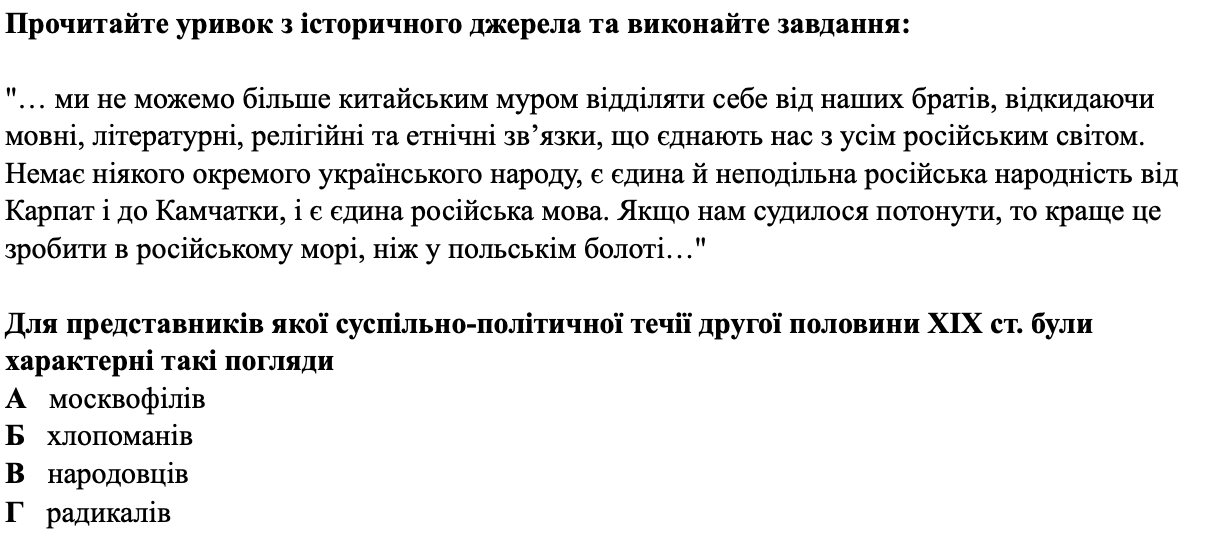 Прочитайте уривок з історичного джерела та виконайте завдання:
"… ми не можемо більше китайським муром відділяти себе від наших братів, відкидаючи
мовні, літературні, релігійні та етнічні зв’язки, що єднають нас з усім російським світом.
Немає ніякого окремого українського народу, є єдина й неподільна російська народність від
Карпат і до Камчатки, і є єдина російська мова. Якщо нам судилося потонути, то краще це
зробити в російському морі, ніж у польськім болоті…"
Для представників якої суспільно-політичної течії другої половини ХІХ ст. були
характерні такі погляди
А москвофілів
Б хлопоманів
В народовців
Г радикалів